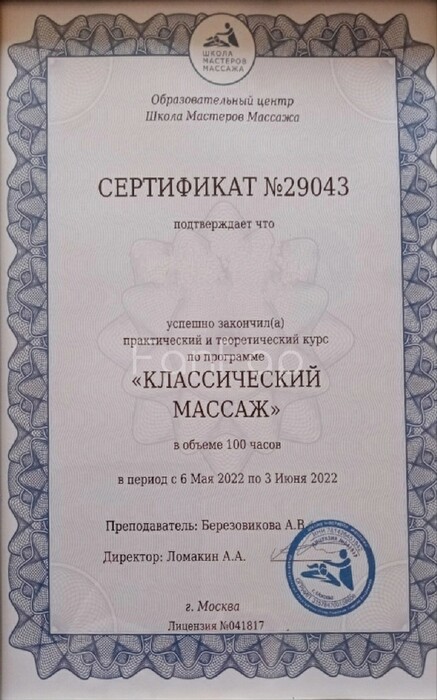 ШКОЛА
МАСТЕРОВ
МАССАЖА
Образовательный центр
Школа Мастеров Массажа
СЕРТИФИКАТ №29043
подтверждает что
успешно закончил(а)
практический и теоретический курс
по программе
«КЛАССИЧЕСКИЙ
МАССАЖ»
в объеме 100 часов
в период с 6 Мая 2022 по 3 Июня 2022
Преподаватель: Березовикова А.В.
Директор: Ломакин А.А.
г. Москва
Лицензия №041817